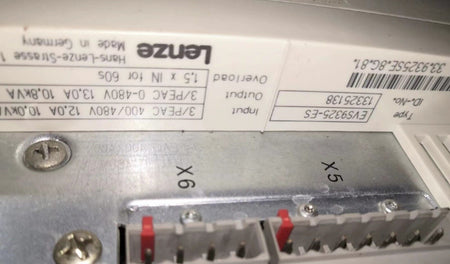 Lenze
Hans-Lenze-Strasse 1
Made in Germany
Input 3/PEAC 400/480V 12.0A 10.0kVA
Output 3/PEAC 0-480V 13.0A 10.8kVA
Overload 1.5 x IN for 60s
Type EVS9325-ES
ID-No. 13325138
33.9325SE.8G.81.
X6
X5